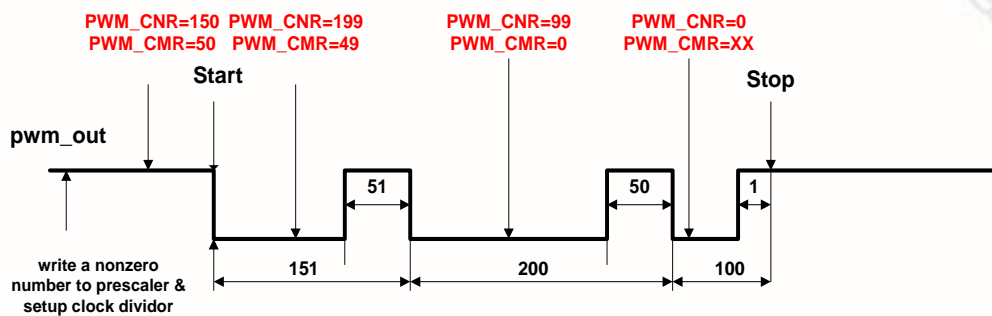 PWM_CNR=150 PWM_CNR=199 PWM_CNR=99 PWM_CNR=0
PWM_CMR=50 PWM_CMR=49 PWM_CMR=0 PWM_CMR=XX
Start
Stop
pwm_out
51
50
1
write a nonzero
number to prescaler &
setup clock dividor
151
200
100